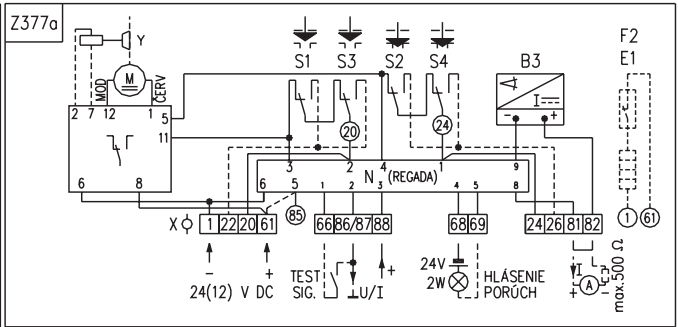 Z377a
Y
S1 S3 S2 S4 B3 F2
E1
M
MOD
ČERV
2 7 12 1
5
I
11
20 24 - +
3 2 4 1 9
N (REGADA)
6 8 6 5 1 2 3 4 5 8
X 1 22 20 61 85 66 86/87 88 68 69 24 26 81 82 1 61
- + TEST + 24V HLÁSENIE I
SIG. U/I 2W PORÚCH + A -
24(12) V DC max.500 Ω